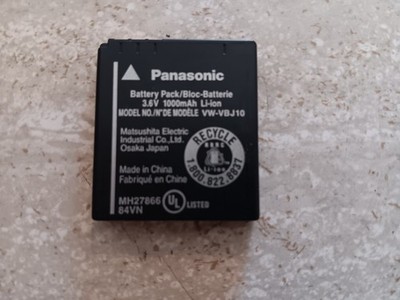 Panasonic
Battery Pack/Bloc-Batterie
3.6V 1000mAh Li-ion
MODEL NO./N° DE MODÈLE VW-VBJ10
Matsushita Electric
Industrial Co.,Ltd.
Osaka Japan
Made in China
Fabriqué en Chine
RECYCLE
RBRC
Li-ion
1.800.822.8837
MH27866
84VN
UL LISTED